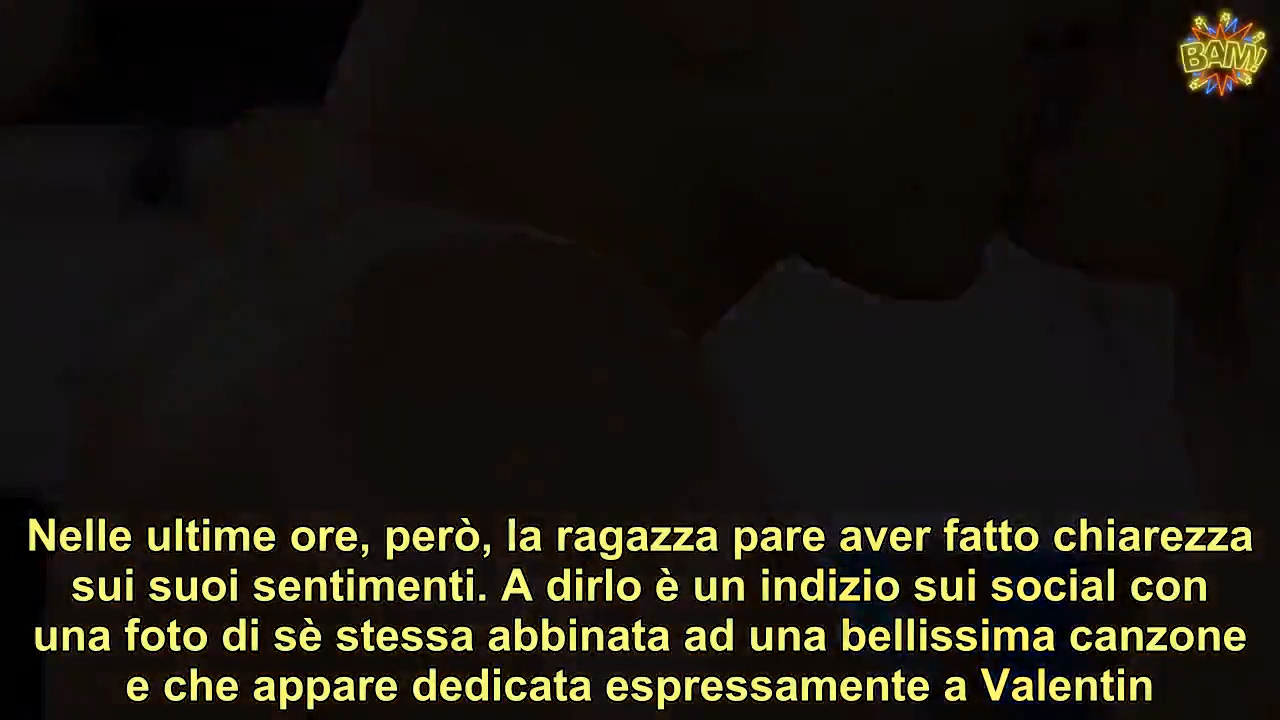 BAM!
Nelle ultime ore, però, la ragazza pare aver fatto chiarezza
sui suoi sentimenti. A dirlo è un indizio sui social con
una foto di sè stessa abbinata ad una bellissima canzone
e che appare dedicata espressamente a Valentin